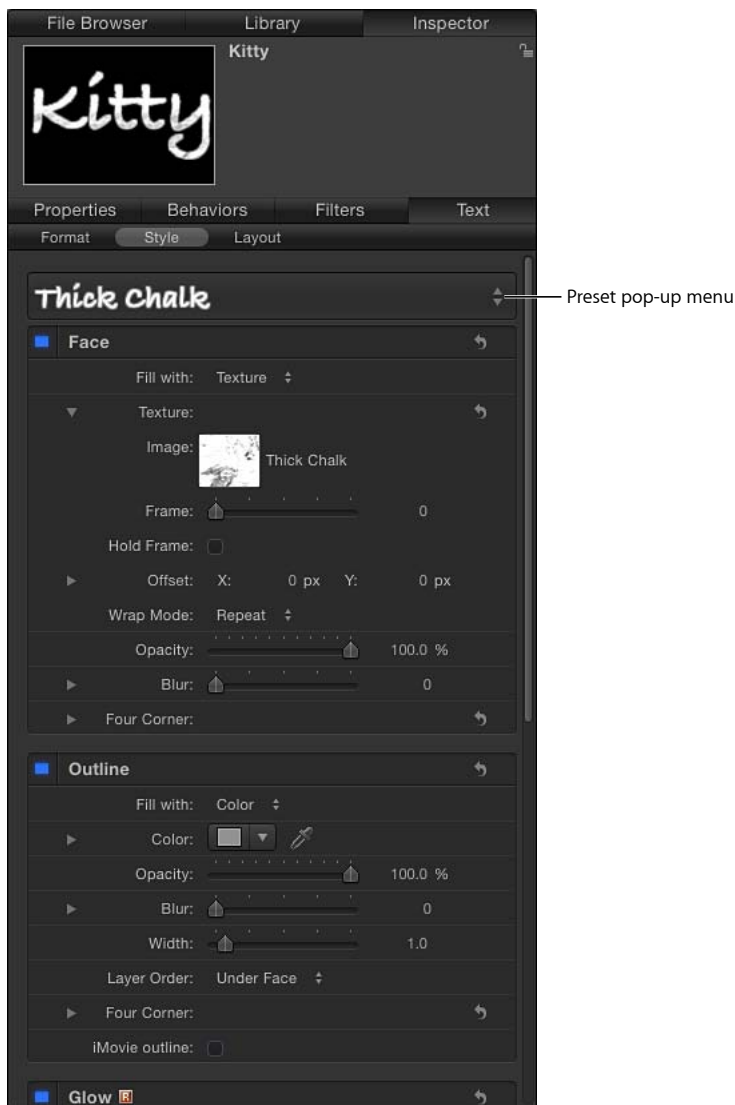 File Browser Library Inspector
Kitty
Kitty
Properties Behaviors Filters Text
Format Style Layout
Thick Chalk
Preset pop-up menu
Face
Fill with: Texture
Texture:
Image: Thick Chalk
Frame: 0
Hold Frame:
Offset: X: 0 px Y: 0 px
Wrap Mode: Repeat
Opacity: 100.0 %
Blur: 0
Four Corner:
Outline
Fill with: Color
Color:
Opacity: 100.0 %
Blur: 0
Width: 1.0
Layer Order: Under Face
Four Corner:
iMovie outline:
Glow R